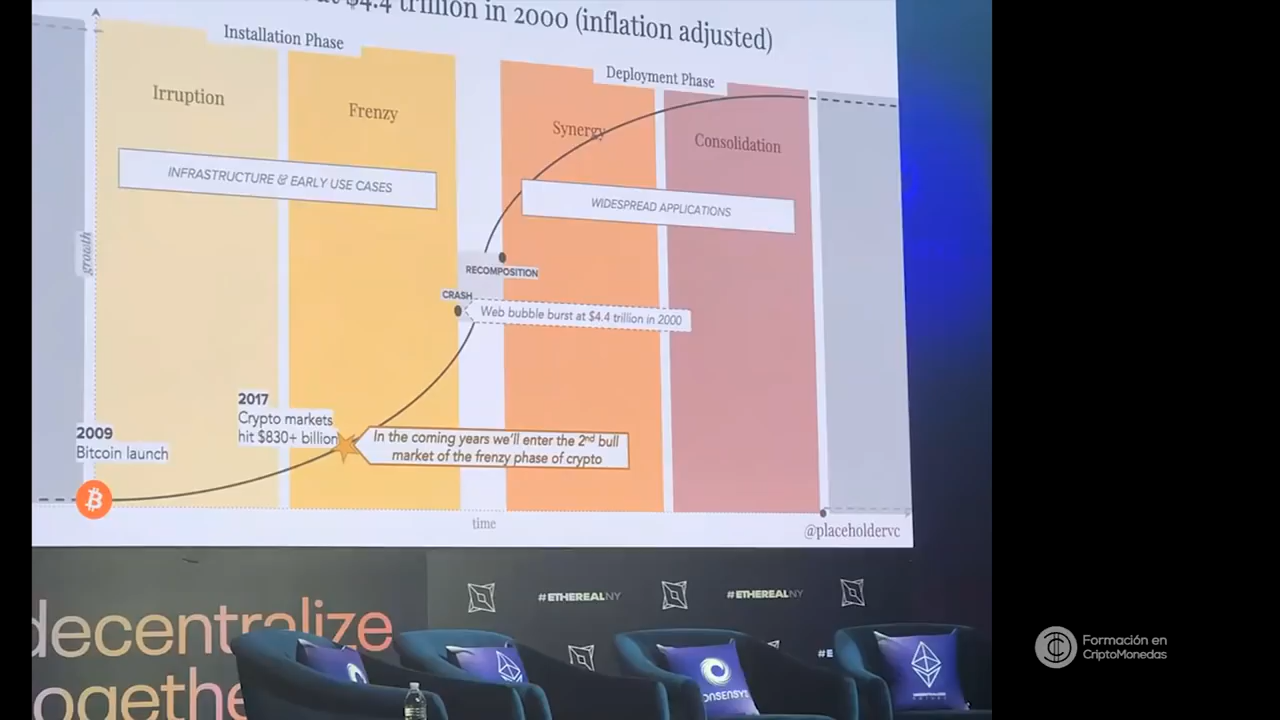 $4.4 trillion in 2000 (inflation adjusted)
Installation Phase
Deployment Phase
Irruption
Frenzy
Synergy
Consolidation
INFRASTRUCTURE & EARLY USE CASES
WIDESPREAD APPLICATIONS
growth
RECOMPOSITION
CRASH
Web bubble burst at $4.4 trillion in 2000
2017
Crypto markets
hit $830+ billion
In the coming years we'll enter the 2nd bull
market of the frenzy phase of crypto
2009
Bitcoin launch
time
@placeholdervc
#ETHEREALNY
#ETHEREALNY
decentralize
Formación en
CriptoMonedas